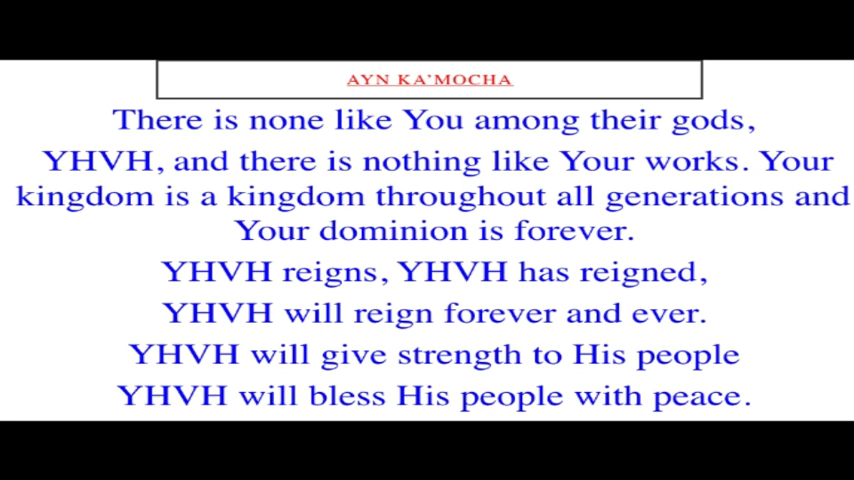 AYN KA'MOCHA
There is none like You among their gods,
YHVH, and there is nothing like Your works. Your
kingdom is a kingdom throughout all generations and
Your dominion is forever.
YHVH reigns, YHVH has reigned,
YHVH will reign forever and ever.
YHVH will give strength to His people
YHVH will bless His people with peace.